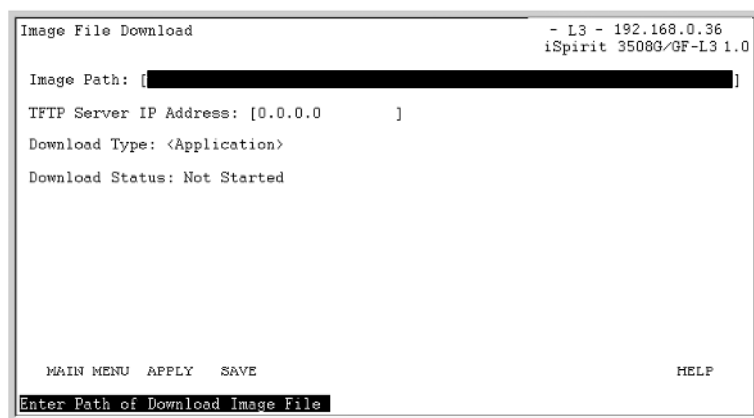 Image File Download - L3 - 192.168.0.36
iSpirit 3508G/GF-L3 1.0
Image Path: [ ]
TFTP Server IP Address: [0.0.0.0 ]
Download Type: <Application>
Download Status: Not Started
MAIN MENU APPLY SAVE HELP
Enter Path of Download Image File